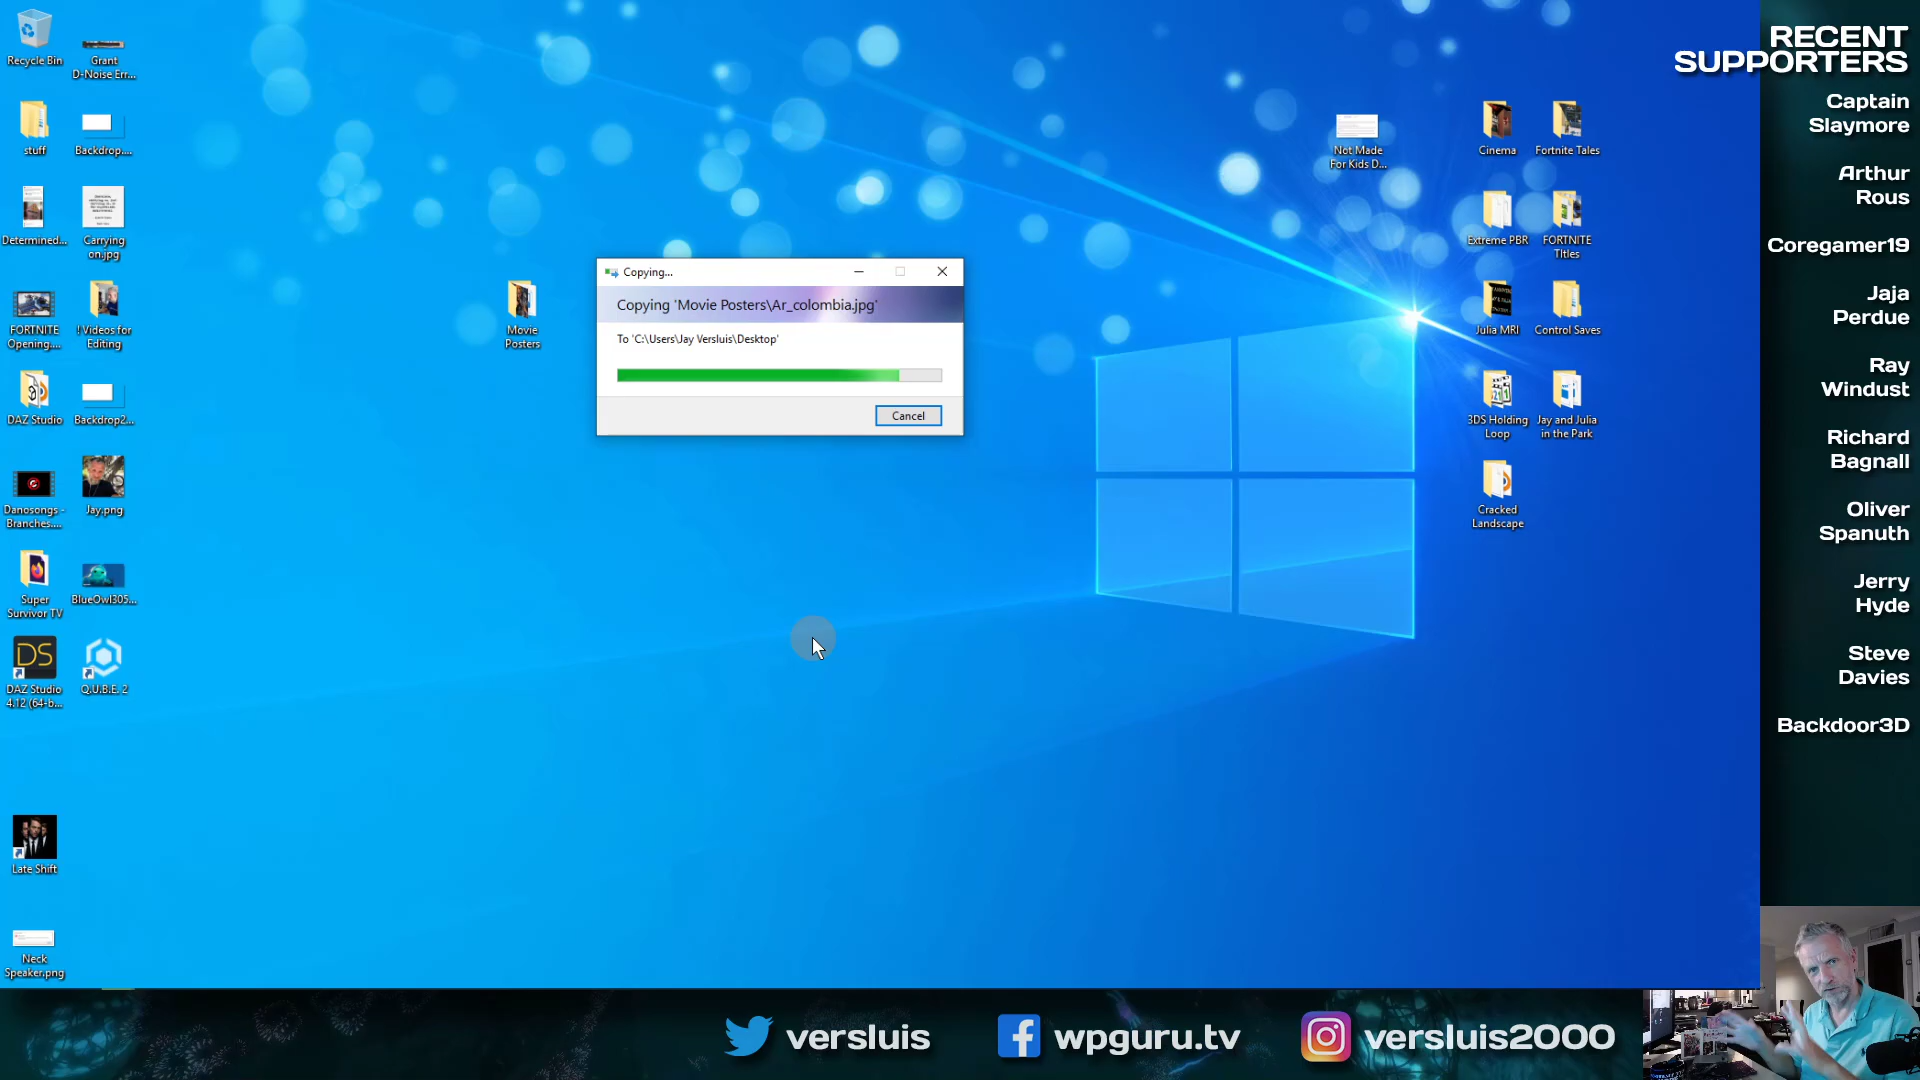 Recycle Bin
Grant
D-Noise Err...
stuff
Backdrop....
Determined...
Carrying
on.jpg
FORTNITE
Opening....
! Videos for
Editing
DAZ Studio
Backdrop2...
Danosongs -
Branches....
Jay.png
Super
Survivor TV
BlueOwl305...
DS
DAZ Studio
4.12 (64-b...
Q.U.B.E. 2
Late Shift
Neck
Speaker.png
Movie
Posters
Copying...
Copying 'Movie Posters\Ar_colombia.jpg'
To 'C:\Users\Jay Versluis\Desktop'
Cancel
Not Made
For Kids D...
Cinema
Fortnite Tales
Extreme PBR
FORTNITE
TItles
Julia MRI
Control Saves
3DS Holding
Loop
Jay and Julia
in the Park
Cracked
Landscape
RECENT
SUPPORTERS
Captain
Slaymore
Arthur
Rous
Coregamer19
Jaja
Perdue
Ray
Windust
Richard
Bagnall
Oliver
Spanuth
Jerry
Hyde
Steve
Davies
Backdoor3D
versluis
wpguru.tv
versluis2000